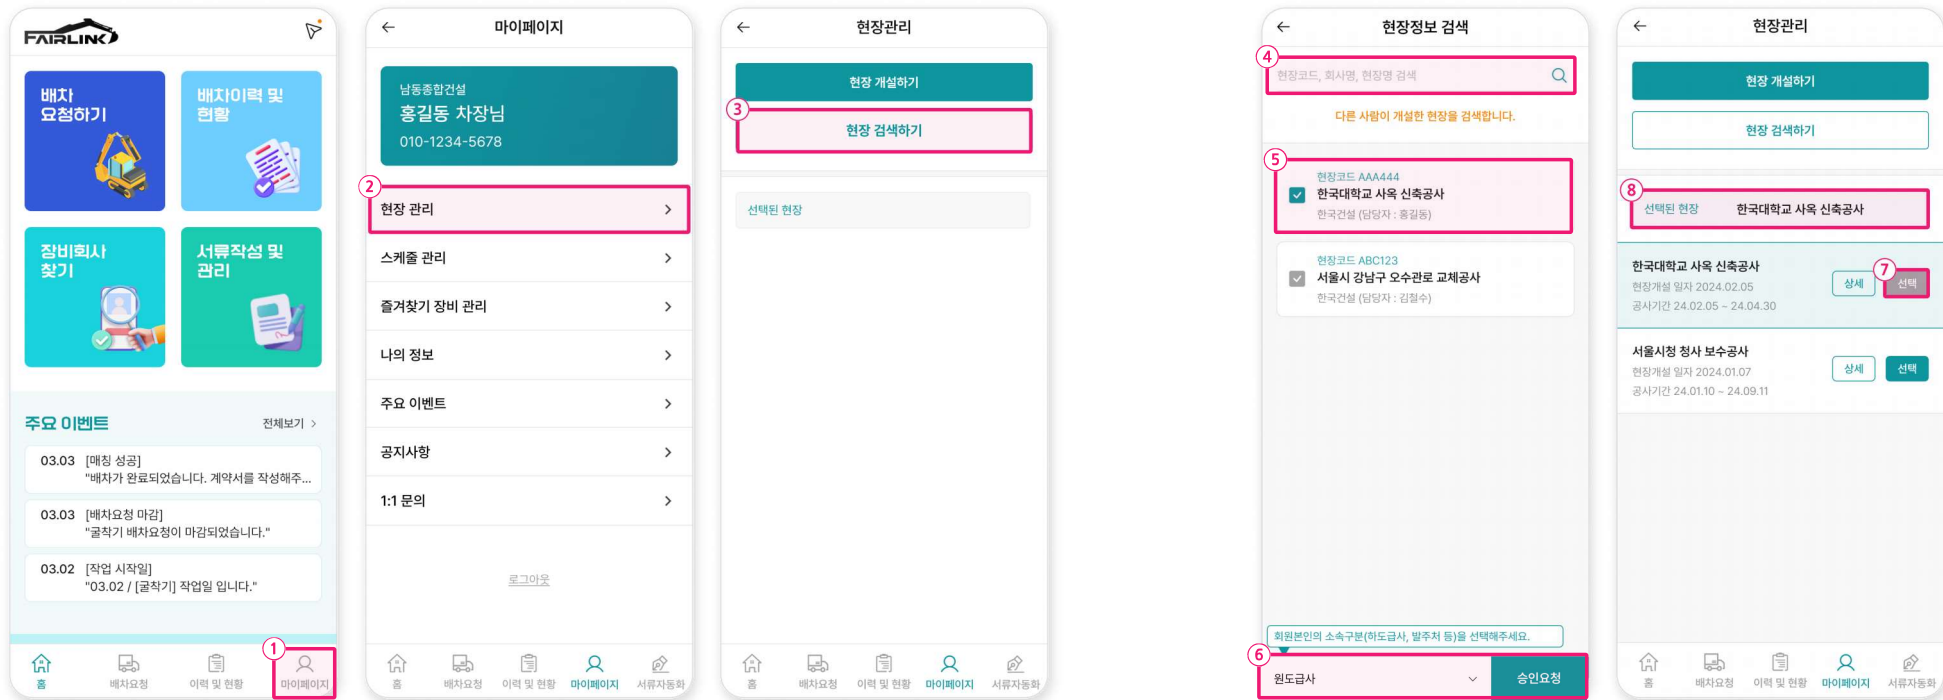 FAIRLINK
배차
요청하기
배차이력 및
현황
장비회사
찾기
서류작성 및
관리
주요 이벤트
전체보기 >
03.03 [매칭 성공]
"배차가 완료되었습니다. 계약서를 작성해주...
03.03 [배차요청 마감]
"굴착기 배차요청이 마감되었습니다."
03.02 [작업 시작일]
"03.02 / [굴착기] 작업일 입니다."
①
홈 배차요청 이력 및 현황 마이페이지
← 마이페이지
남동종합건설
홍길동 차장님
010-1234-5678
②
현장 관리 >
스케줄 관리 >
즐겨찾기 장비 관리 >
나의 정보 >
주요 이벤트 >
공지사항 >
1:1 문의 >
로그아웃
홈 배차요청 이력 및 현황 마이페이지 서류자동화
← 현장관리
현장 개설하기
③
현장 검색하기
선택된 현장
홈 배차요청 이력 및 현황 마이페이지 서류자동화
← 현장정보 검색
④
현장코드, 회사명, 현장명 검색
다른 사람이 개설한 현장을 검색합니다.
⑤
현장코드 AAA444
한국대학교 사옥 신축공사
한국건설 (담당자 : 홍길동)
현장코드 ABC123
서울시 강남구 오수관로 교체공사
한국건설 (담당자 : 김철수)
회원본인의 소속구분(하도급사, 발주처 등)을 선택해주세요.
⑥
원도급사 승인요청
← 현장관리
현장 개설하기
현장 검색하기
⑧
선택된 현장 한국대학교 사옥 신축공사
한국대학교 사옥 신축공사
현장개설 일자 2024.02.05
공사기간 24.02.05 ~ 24.04.30
상세 ⑦ 선택
서울시청 청사 보수공사
현장개설 일자 2024.01.07
공사기간 24.01.10 ~ 24.09.11
상세 선택
홈 배차요청 이력 및 현황 마이페이지 서류자동화